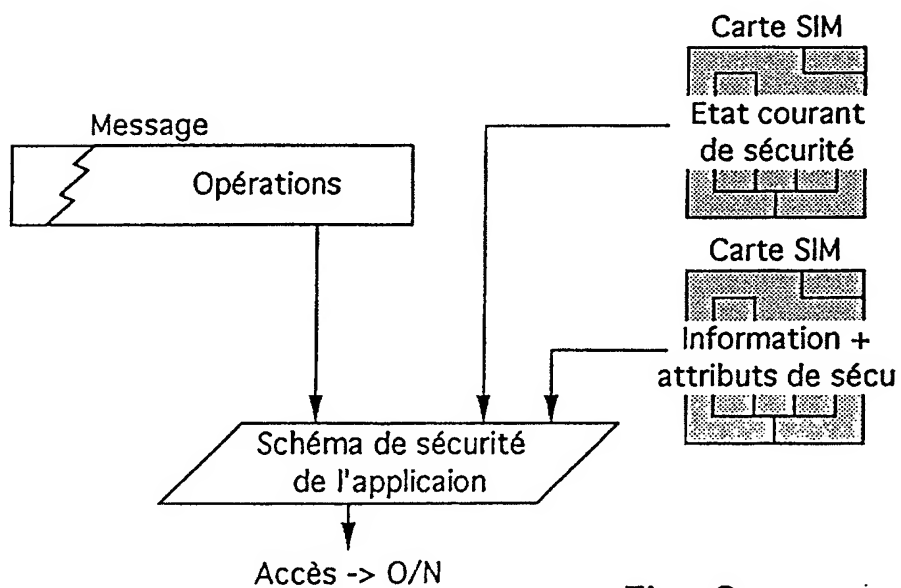 Carte SIM
Etat courant
de sécurité
Message
Opérations
Carte SIM
Information +
attributs de sécu
Schéma de sécurité
de l'applicaion
Accès -> O/N